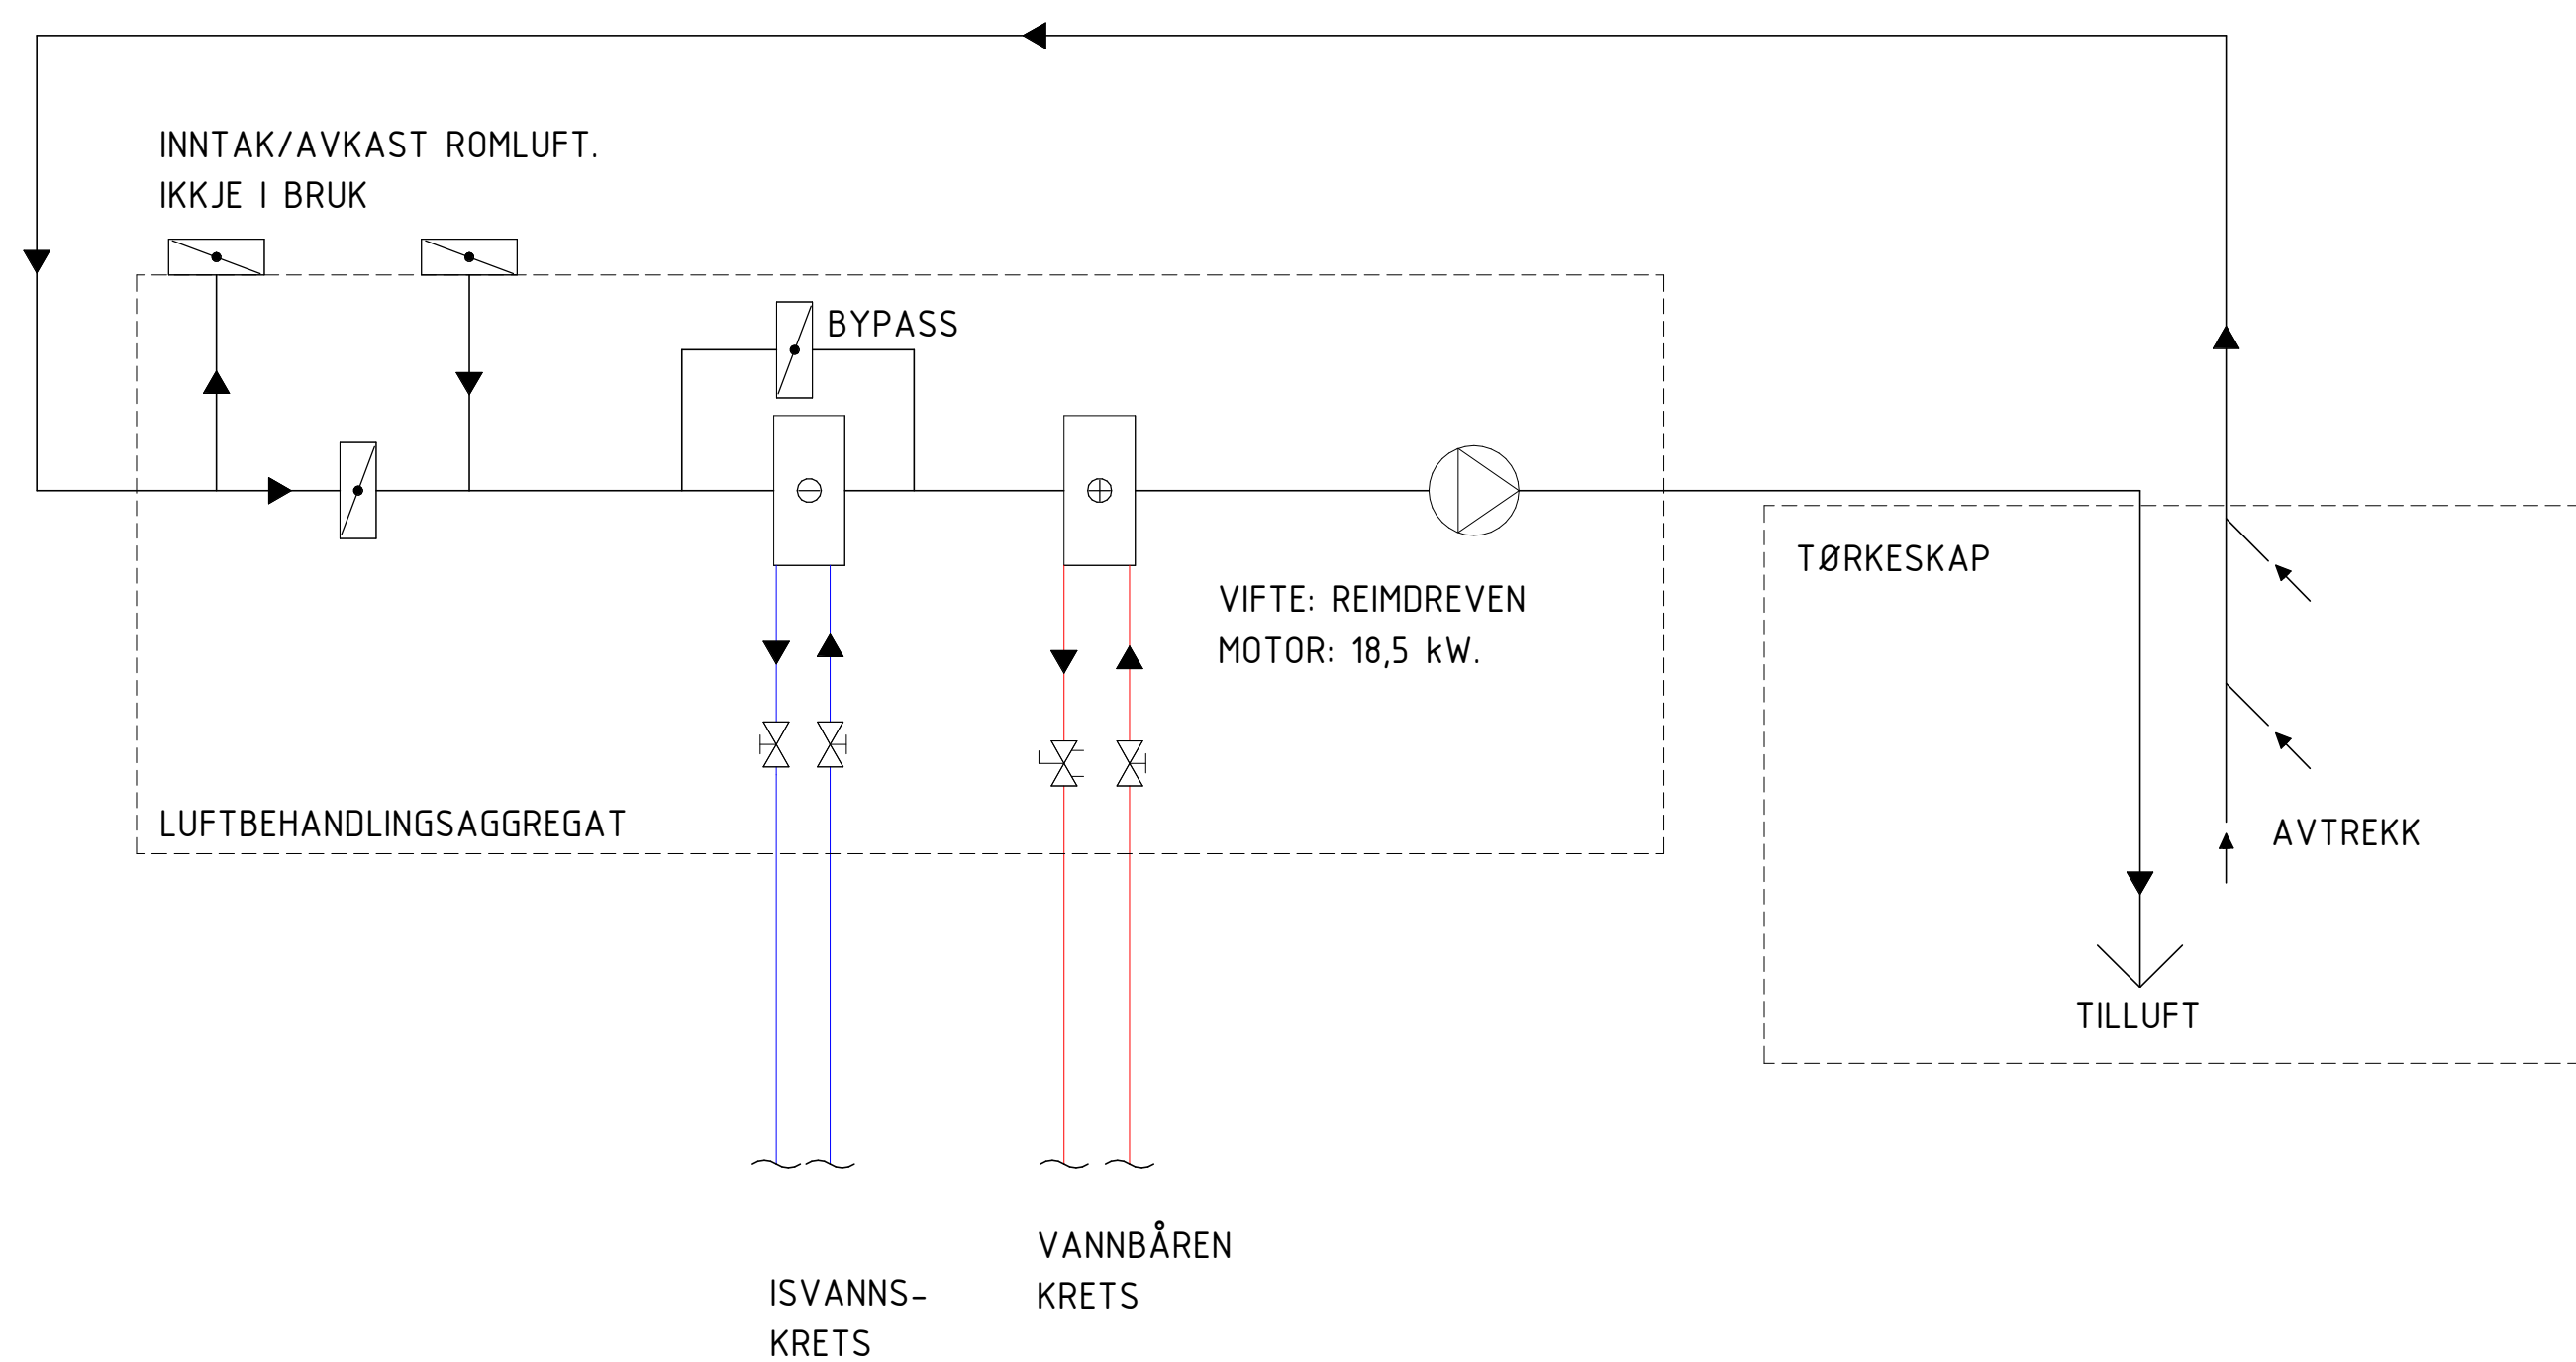 INNTAK/AVKAST ROMLUFT.
IKKJE I BRUK
BYPASS
TØRKESKAP
VIFTE: REIMDREVEN
MOTOR: 18,5 kW.
LUFTBEHANDLINGSAGGREGAT
AVTREKK
TILLUFT
VANNBÅREN
KRETS
ISVANNS-
KRETS